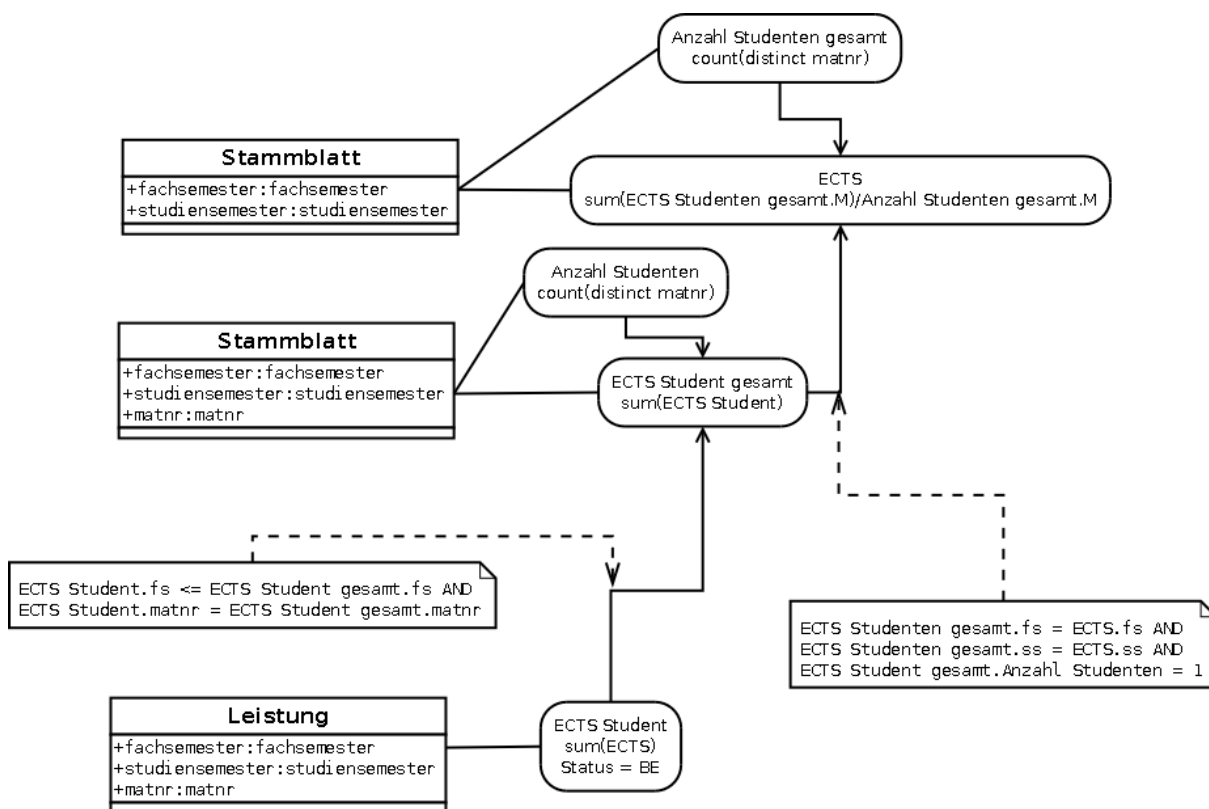 Anzahl Studenten gesamt
count(distinct matnr)
Stammblatt
+fachsemester:fachsemester
+studiensemester:studiensemester
ECTS
sum(ECTS Studenten gesamt.M)/Anzahl Studenten gesamt.M
Anzahl Studenten
count(distinct matnr)
Stammblatt
+fachsemester:fachsemester
+studiensemester:studiensemester
+matnr:matnr
ECTS Student gesamt
sum(ECTS Student)
ECTS Student.fs <= ECTS Student gesamt.fs AND
ECTS Student.matnr = ECTS Student gesamt.matnr
ECTS Studenten gesamt.fs = ECTS.fs AND
ECTS Studenten gesamt.ss = ECTS.ss AND
ECTS Student gesamt.Anzahl Studenten = 1
Leistung
+fachsemester:fachsemester
+studiensemester:studiensemester
+matnr:matnr
ECTS Student
sum(ECTS)
Status = BE